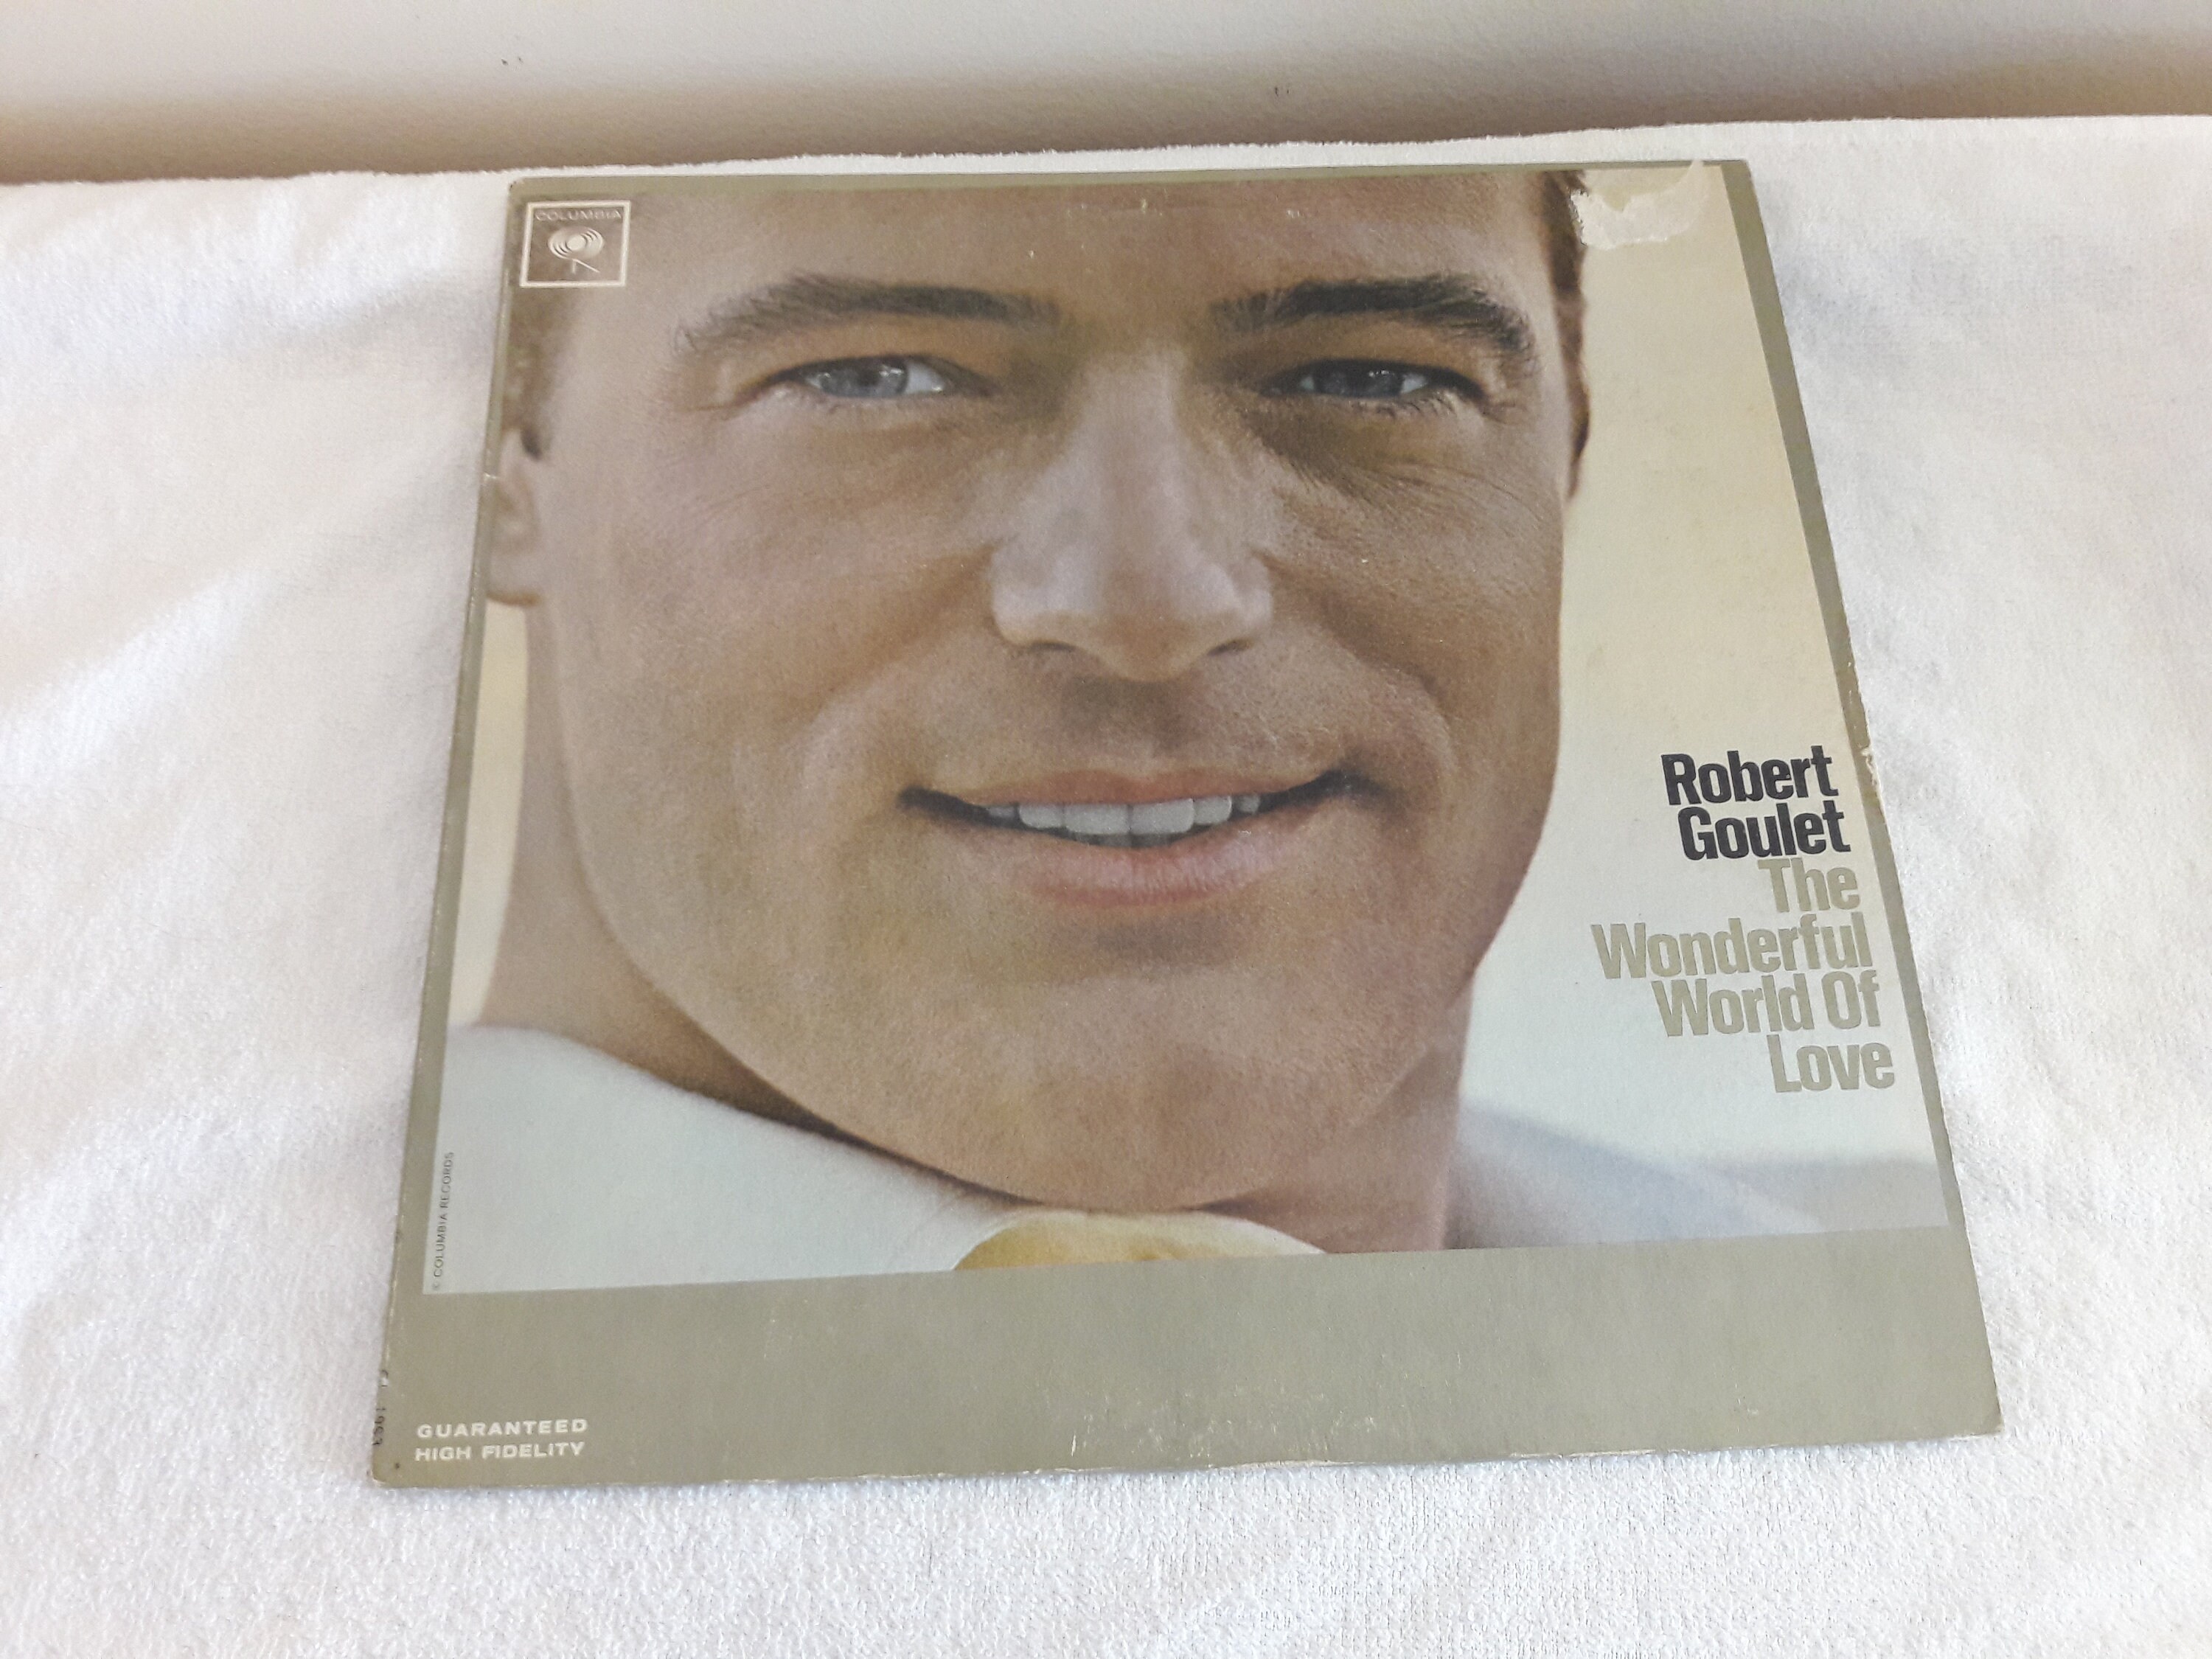 COLUMBIA
Robert
Goulet
The
Wonderful
World Of
Love
© COLUMBIA RECORDS
GUARANTEED
HIGH FIDELITY